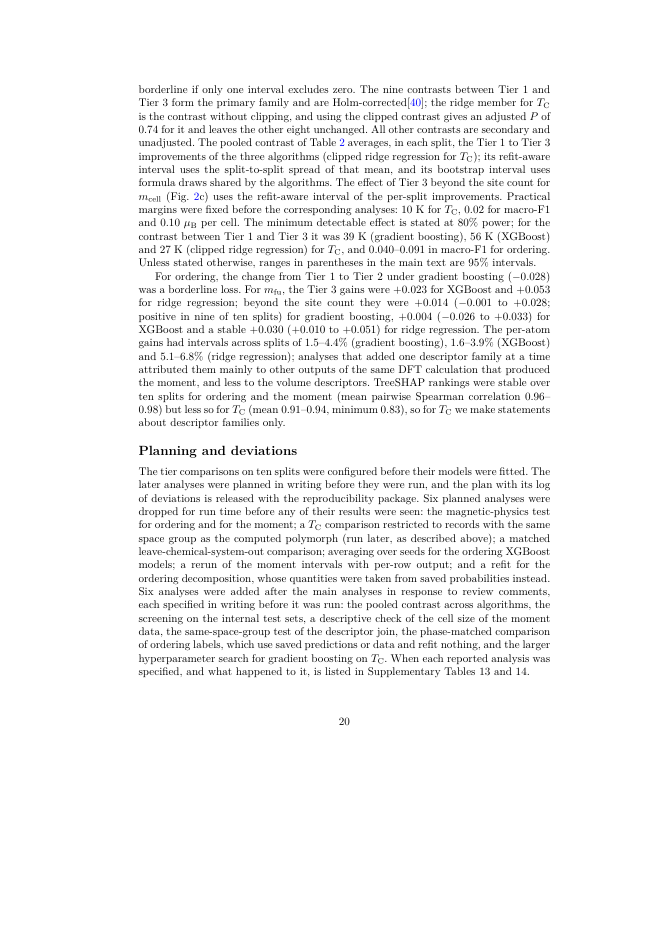 borderline if only one interval excludes zero. The nine contrasts between Tier 1 and
Tier 3 form the primary family and are Holm-corrected[40]; the ridge member for T_C
is the contrast without clipping, and using the clipped contrast gives an adjusted P of
0.74 for it and leaves the other eight unchanged. All other contrasts are secondary and
unadjusted. The pooled contrast of Table 2 averages, in each split, the Tier 1 to Tier 3
improvements of the three algorithms (clipped ridge regression for T_C); its refit-aware
interval uses the split-to-split spread of that mean, and its bootstrap interval uses
formula draws shared by the algorithms. The effect of Tier 3 beyond the site count for
m_cell (Fig. 2c) uses the refit-aware interval of the per-split improvements. Practical
margins were fixed before the corresponding analyses: 10 K for T_C, 0.02 for macro-F1
and 0.10 μ_B per cell. The minimum detectable effect is stated at 80% power; for the
contrast between Tier 1 and Tier 3 it was 39 K (gradient boosting), 56 K (XGBoost)
and 27 K (clipped ridge regression) for T_C, and 0.040–0.091 in macro-F1 for ordering.
Unless stated otherwise, ranges in parentheses in the main text are 95% intervals.
For ordering, the change from Tier 1 to Tier 2 under gradient boosting (−0.028)
was a borderline loss. For m_fu, the Tier 3 gains were +0.023 for XGBoost and +0.053
for ridge regression; beyond the site count they were +0.014 (−0.001 to +0.028;
positive in nine of ten splits) for gradient boosting, +0.004 (−0.026 to +0.033) for
XGBoost and a stable +0.030 (+0.010 to +0.051) for ridge regression. The per-atom
gains had intervals across splits of 1.5–4.4% (gradient boosting), 1.6–3.9% (XGBoost)
and 5.1–6.8% (ridge regression); analyses that added one descriptor family at a time
attributed them mainly to other outputs of the same DFT calculation that produced
the moment, and less to the volume descriptors. TreeSHAP rankings were stable over
ten splits for ordering and the moment (mean pairwise Spearman correlation 0.96–
0.98) but less so for T_C (mean 0.91–0.94, minimum 0.83), so for T_C we make statements
about descriptor families only.
Planning and deviations
The tier comparisons on ten splits were configured before their models were fitted. The
later analyses were planned in writing before they were run, and the plan with its log
of deviations is released with the reproducibility package. Six planned analyses were
dropped for run time before any of their results were seen: the magnetic-physics test
for ordering and for the moment; a T_C comparison restricted to records with the same
space group as the computed polymorph (run later, as described above); a matched
leave-chemical-system-out comparison; averaging over seeds for the ordering XGBoost
models; a rerun of the moment intervals with per-row output; and a refit for the
ordering decomposition, whose quantities were taken from saved probabilities instead.
Six analyses were added after the main analyses in response to review comments,
each specified in writing before it was run: the pooled contrast across algorithms, the
screening on the internal test sets, a descriptive check of the cell size of the moment
data, the same-space-group test of the descriptor join, the phase-matched comparison
of ordering labels, which use saved predictions or data and refit nothing, and the larger
hyperparameter search for gradient boosting on T_C. When each reported analysis was
specified, and what happened to it, is listed in Supplementary Tables 13 and 14.
20